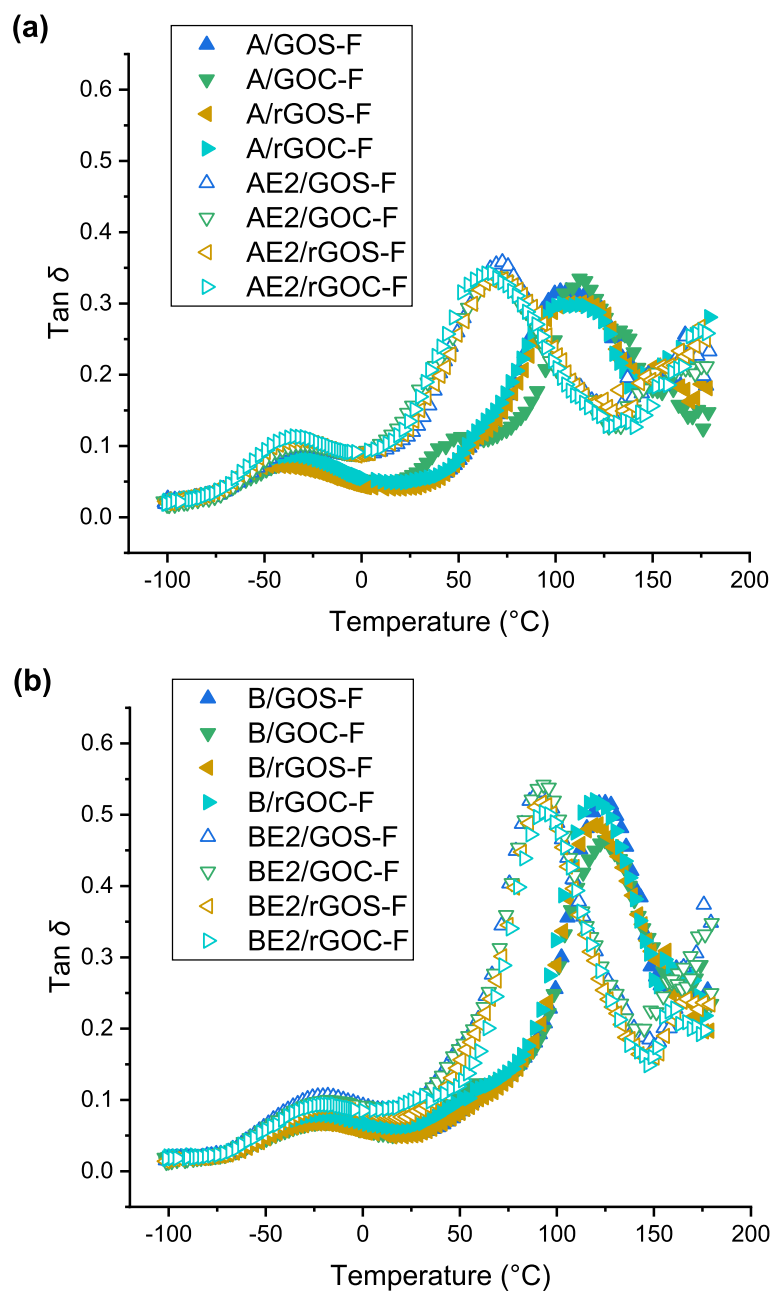 (a)
A/GOS-F
A/GOC-F
A/rGOS-F
A/rGOC-F
AE2/GOS-F
AE2/GOC-F
AE2/rGOS-F
AE2/rGOC-F
0.6
0.5
0.4
0.3
0.2
0.1
0.0
Tan δ
-100 -50 0 50 100 150 200
Temperature (°C)
(b)
B/GOS-F
B/GOC-F
B/rGOS-F
B/rGOC-F
BE2/GOS-F
BE2/GOC-F
BE2/rGOS-F
BE2/rGOC-F
0.6
0.5
0.4
0.3
0.2
0.1
0.0
Tan δ
-100 -50 0 50 100 150 200
Temperature (°C)